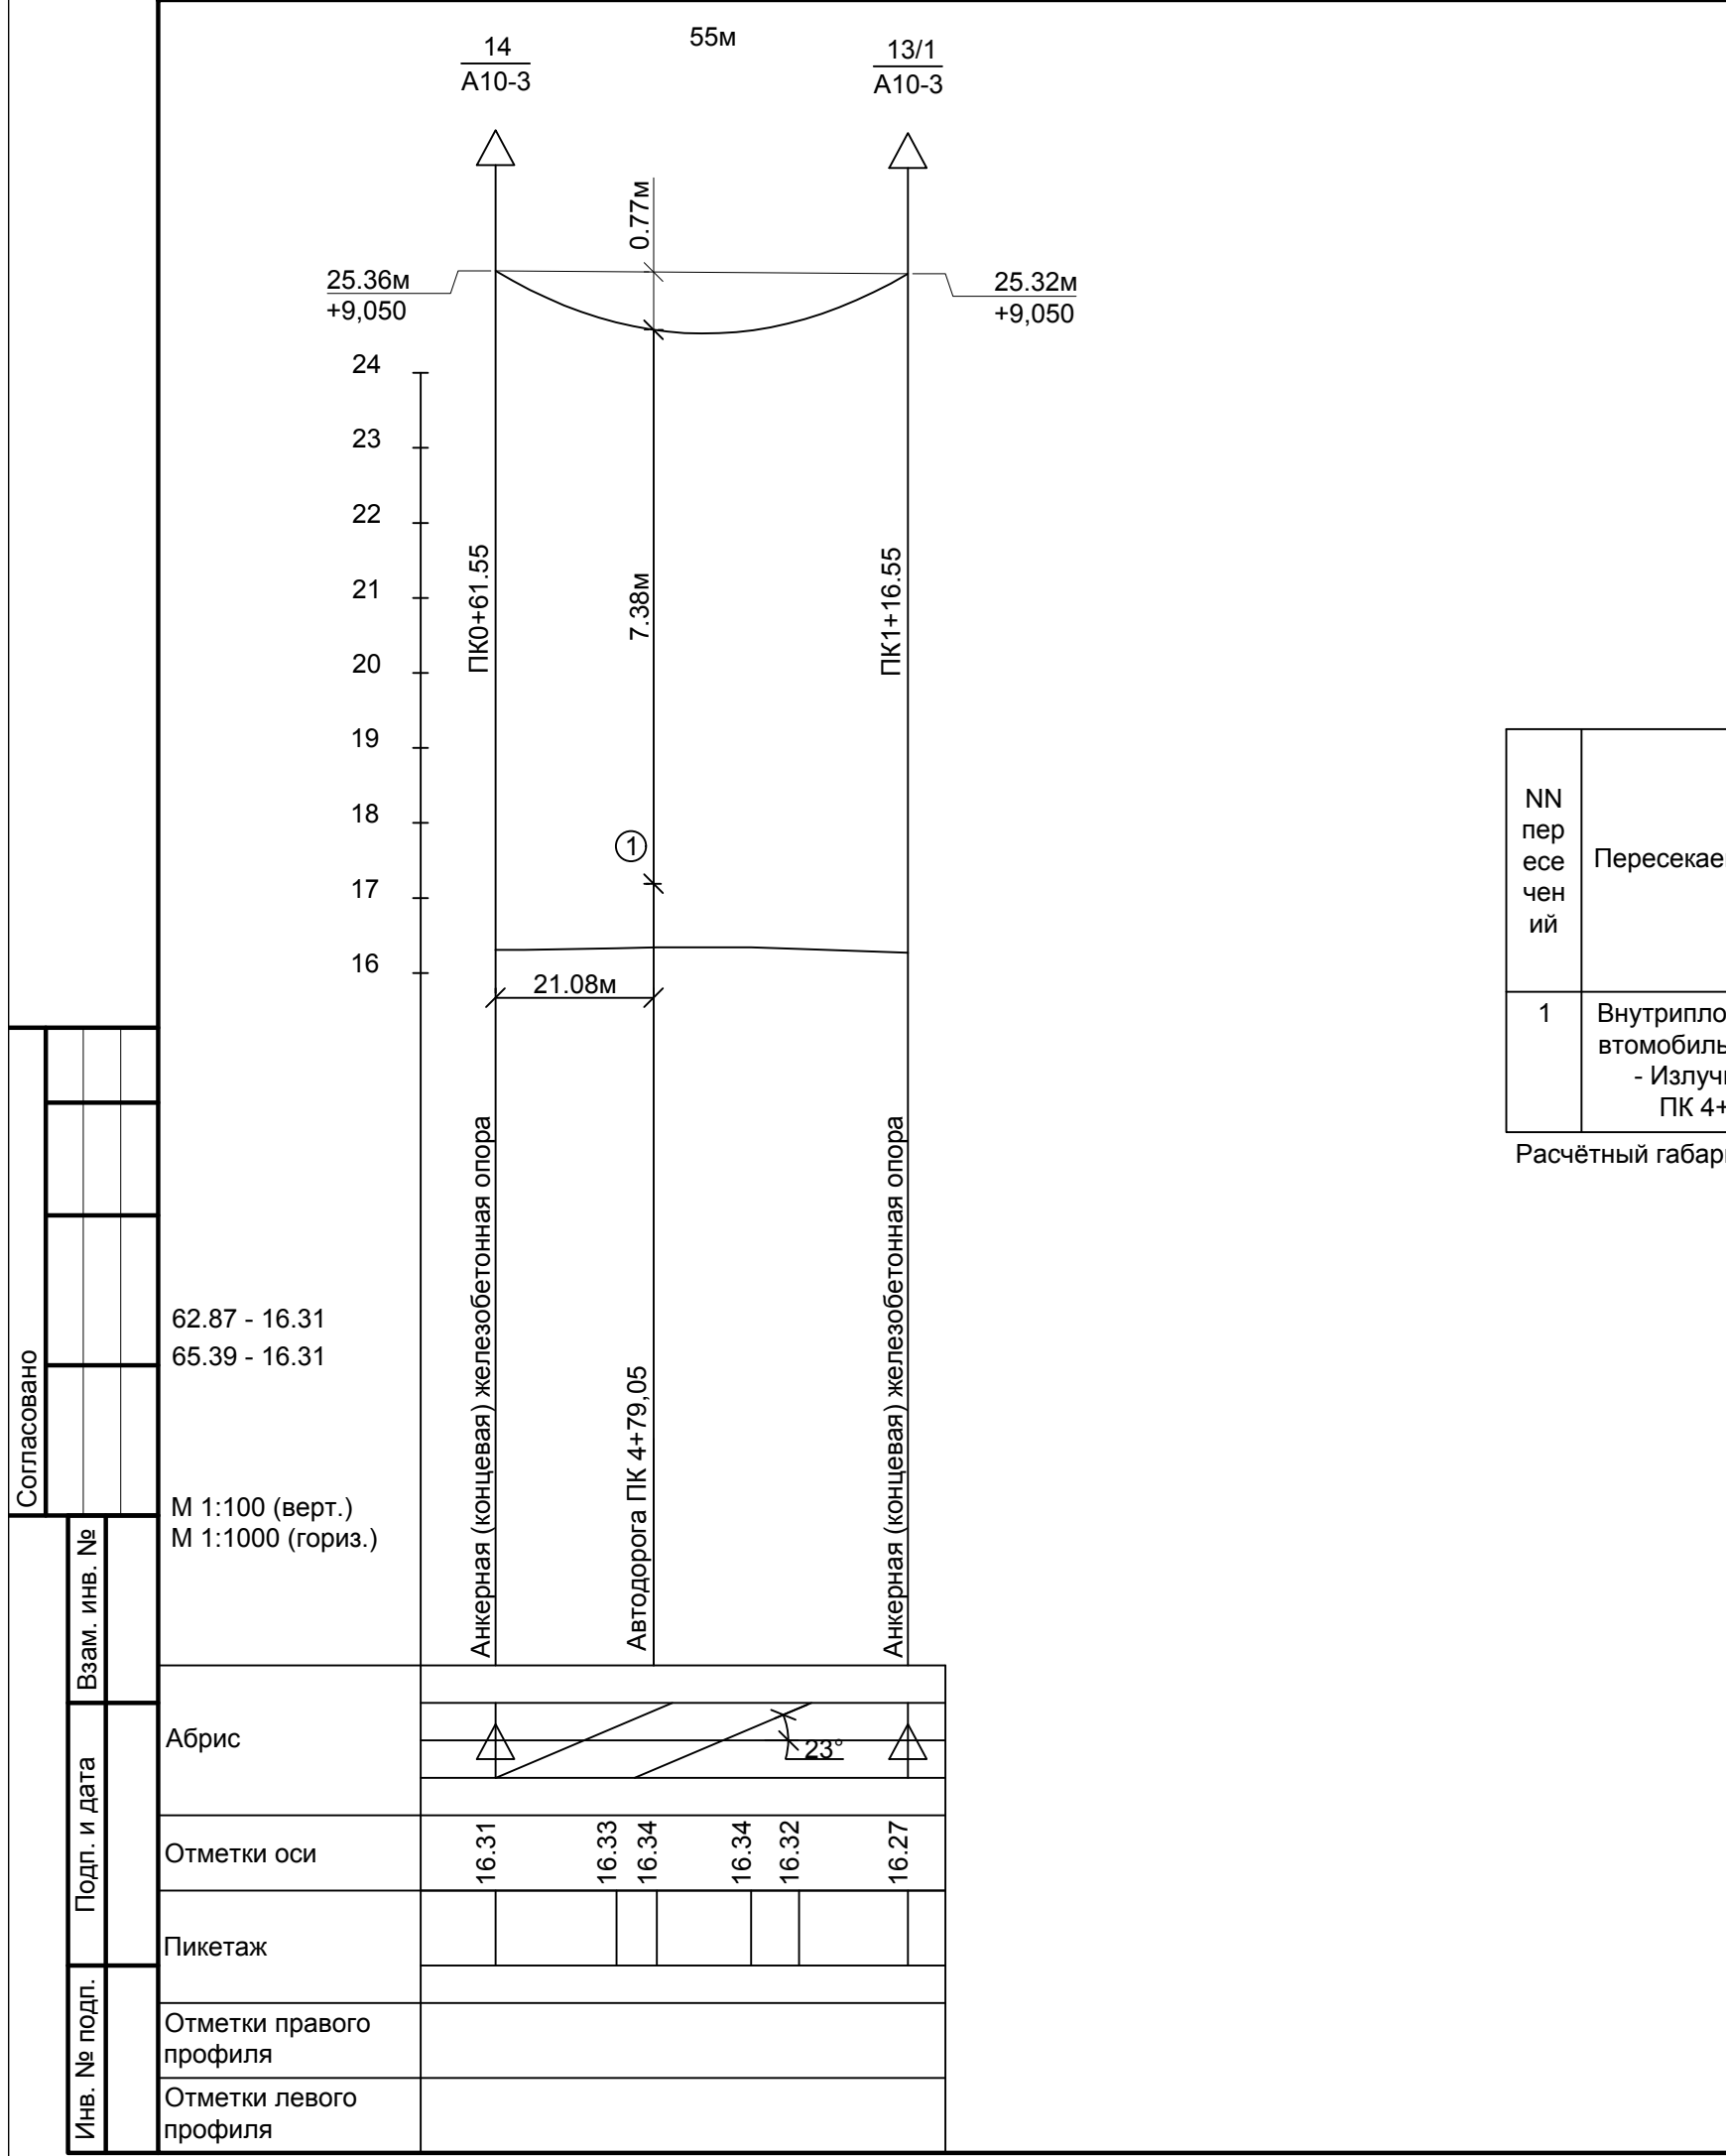 55м
14
А10-3
13/1
А10-3
0.77м
25.36м
+9,050
25.32м
+9,050
24
23
22
21
20
19
18
17
16
ПК0+61.55
7.38м
ПК1+16.55
1
21.08м
NN
пер
есе
чен
ий
Пересекае
1
Внутрипло
втомобиль
- Излучи
ПК 4+
Расчётный габари
Анкерная (концевая) железобетонная опора
Автодорога ПК 4+79,05
Анкерная (концевая) железобетонная опора
62.87 - 16.31
65.39 - 16.31
М 1:100 (верт.)
М 1:1000 (гориз.)
Согласовано
Взам. инв. №
Подп. и дата
Инв. № подп.
Абрис
23°
Отметки оси
16.31
16.33
16.34
16.34
16.32
16.27
Пикетаж
Отметки правого
профиля
Отметки левого
профиля